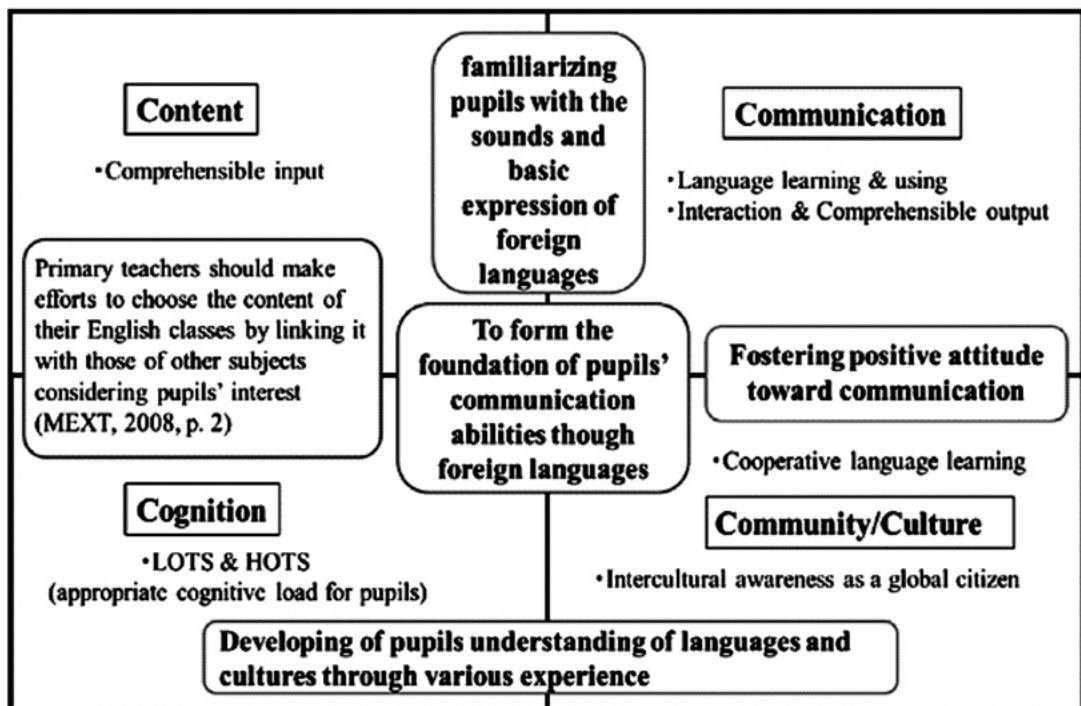 familiarizing
pupils with the
sounds and
basic
expression of
foreign
languages
Content
・Comprehensible input
Communication
・Language learning & using
・Interaction & Comprehensible output
Primary teachers should make
efforts to choose the content of
their English classes by linking it
with those of other subjects
considering pupils' interest
(MEXT, 2008, p. 2)
To form the
foundation of pupils'
communication
abilities though
foreign languages
Fostering positive attitude
toward communication
・Cooperative language learning
Cognition
・LOTS & HOTS
(appropriate cognitive load for pupils)
Community/Culture
・Intercultural awareness as a global citizen
Developing of pupils understanding of languages and
cultures through various experience